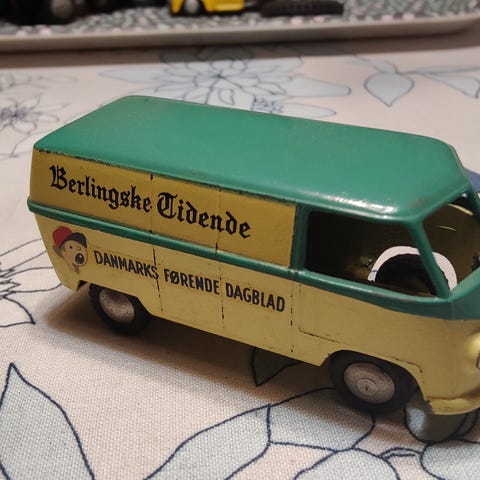 Berlingske Tidende
DANMARKS FØRENDE DAGBLAD